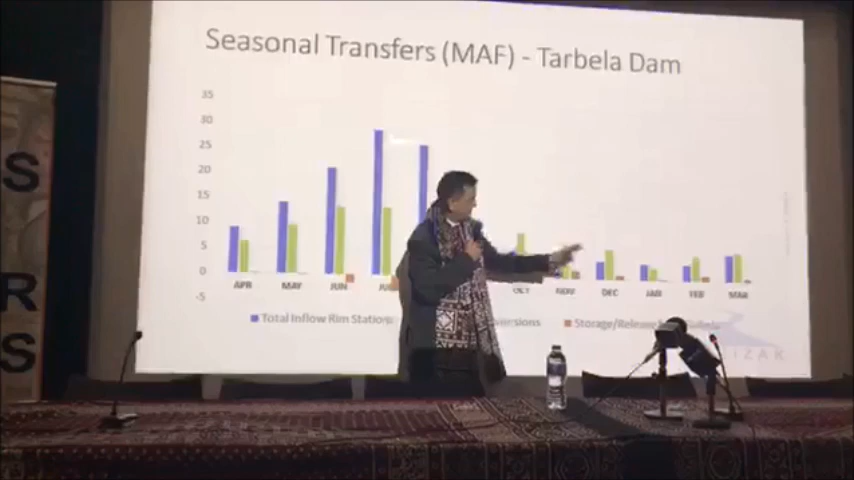 Seasonal Transfers (MAF) - Tarbela Dam
35
30
25
20
15
10
5
0
-5
APR MAY JUN OCT NOV DEC JAN FEB MAR
Total Inflow Rim Stations
Storage/Release
IZAK
S
R
S